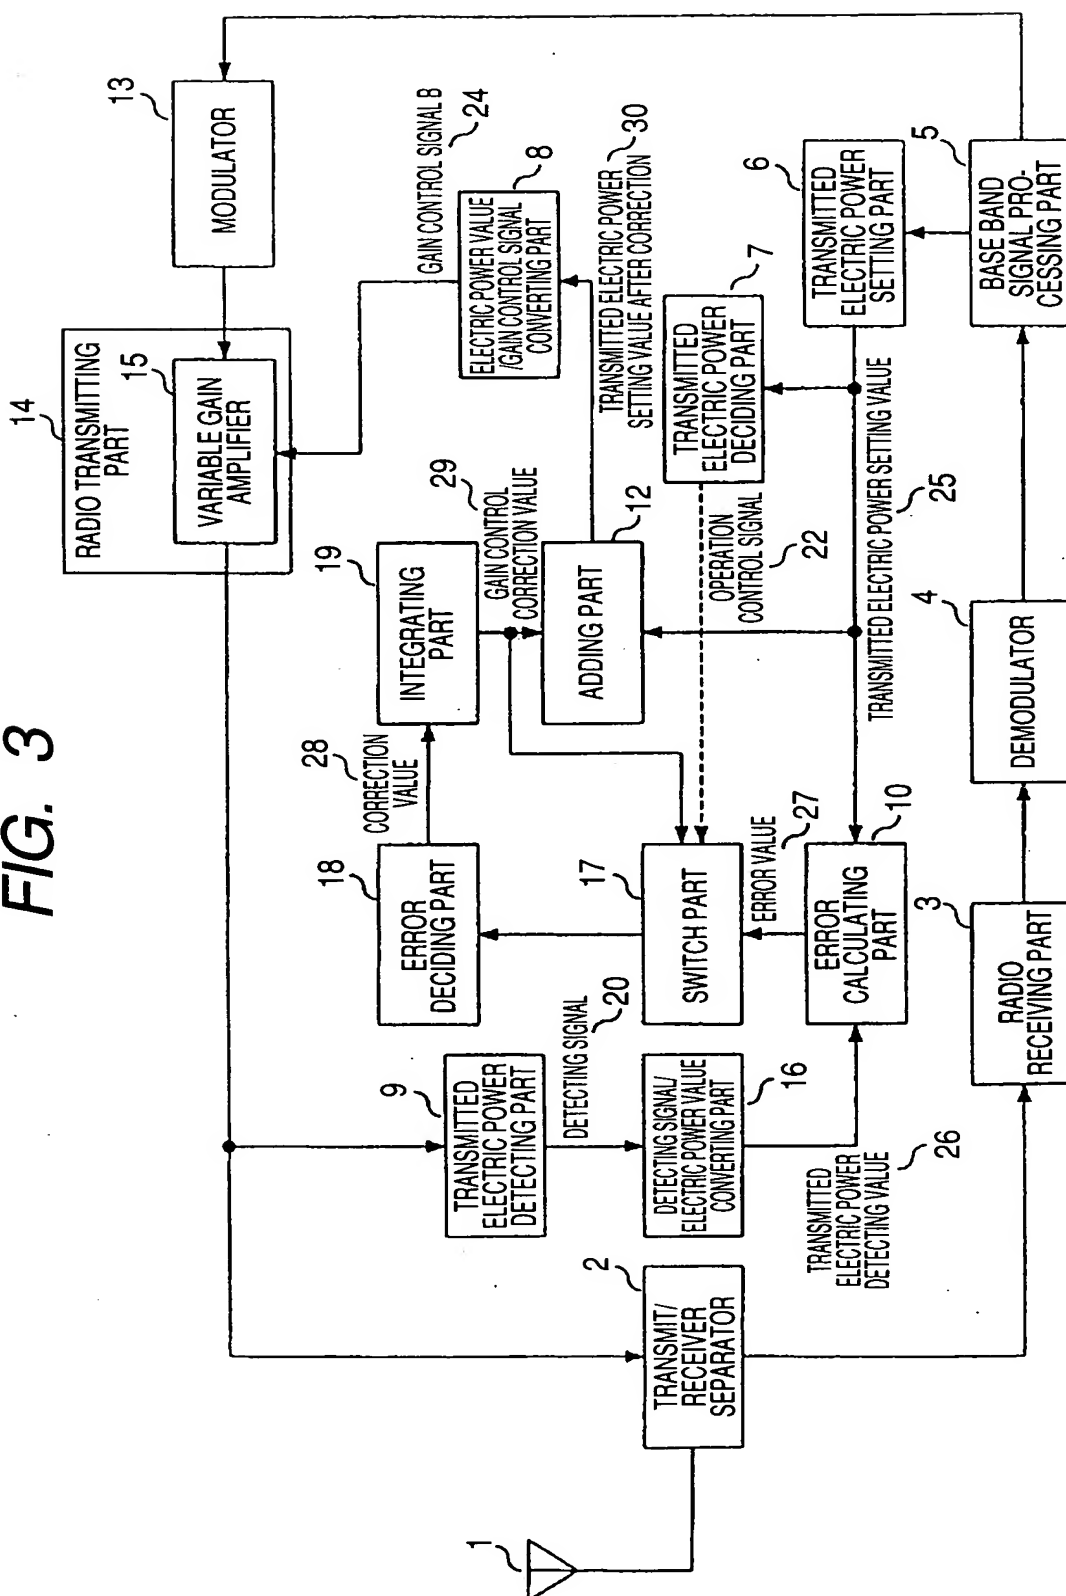 FIG. 3
1
TRANSMIT/
RECEIVER
SEPARATOR
2
RADIO TRANSMITTING
PART
14
VARIABLE GAIN
AMPLIFIER
15
MODULATOR
13
TRANSMITTED
ELECTRIC POWER
DETECTING PART
9
DETECTING SIGNAL
20
DETECTING SIGNAL/
ELECTRIC POWER VALUE
CONVERTING PART
16
TRANSMITTED
ELECTRIC POWER
DETECTING VALUE
26
ERROR
DECIDING PART
18
CORRECTION
VALUE
28
INTEGRATING
PART
19
GAIN CONTROL
CORRECTION VALUE
29
ADDING PART
12
SWITCH PART
17
ERROR VALUE
27
ERROR
CALCULATING
PART
10
OPERATION
CONTROL SIGNAL
22
TRANSMITTED
ELECTRIC POWER
DECIDING PART
7
GAIN CONTROL SIGNAL B
24
ELECTRIC POWER VALUE
/GAIN CONTROL SIGNAL
CONVERTING PART
8
TRANSMITTED ELECTRIC POWER
SETTING VALUE AFTER CORRECTION
30
TRANSMITTED
ELECTRIC POWER
SETTING PART
6
TRANSMITTED ELECTRIC POWER SETTING VALUE
25
RADIO
RECEIVING PART
3
DEMODULATOR
4
BASE BAND
SIGNAL PRO-
CESSING PART
5